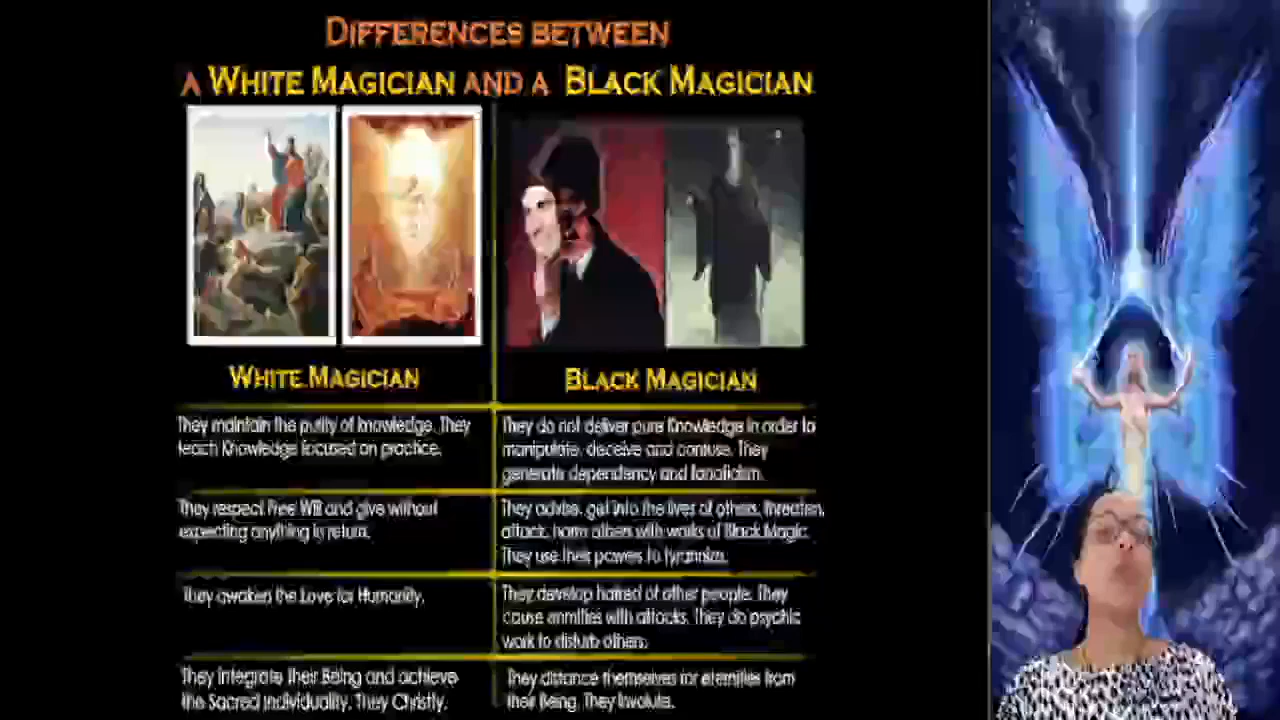 DIFFERENCES BETWEEN
A WHITE MAGICIAN AND A BLACK MAGICIAN
WHITE MAGICIAN
They maintain the purity of knowledge. They
teach Knowledge focused on practice.
They respect Free Will and give without
expecting anything in return.
They awaken the Love for Humanity.
They integrate their Being and achieve
the Sacred Individuality. They Christify.
BLACK MAGICIAN
They do not deliver pure Knowledge in order to
manipulate, deceive and confuse. They
generate dependency and fanaticism.
They advise, get into the lives of others, threaten,
attack, harm others with works of Black Magic.
They use their powers to tyrannize.
They develop hatred of other people. They
cause enmities with attacks. They do psychic
work to disturb others.
They distance themselves for eternities from
their Being. They Involute.